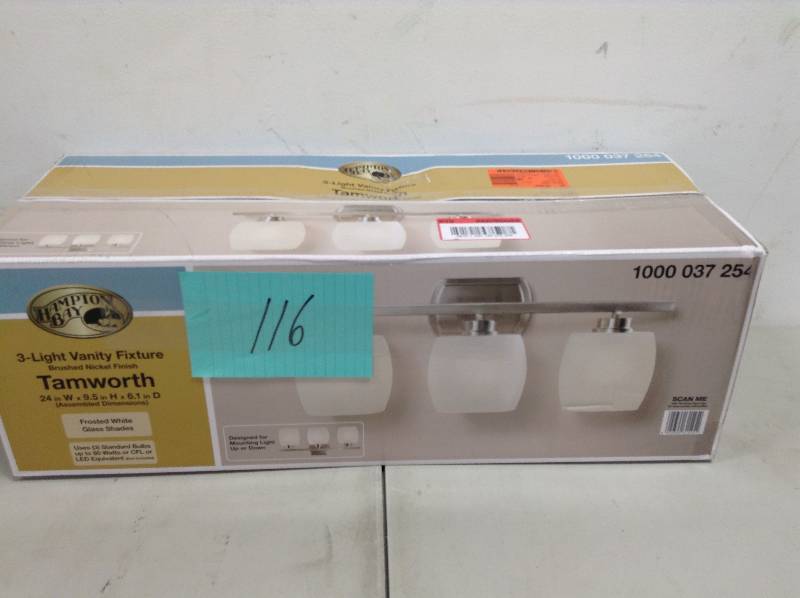 1000 037 254
HAMPTON BAY
3-Light Vanity Fixture
Tamworth
1000 037 254
HAMPTON
BAY
116
3-Light Vanity Fixture
Brushed Nickel Finish
Tamworth
24 in W x 9.5 in H x 6.1 in D
(Assembled Dimensions)
Frosted White
Glass Shades
Uses (3) Standard Bulbs
up to 60 Watts, or CFL or
LED Equivalent
Designed for
Mounting Light
Up or Down
SCAN ME